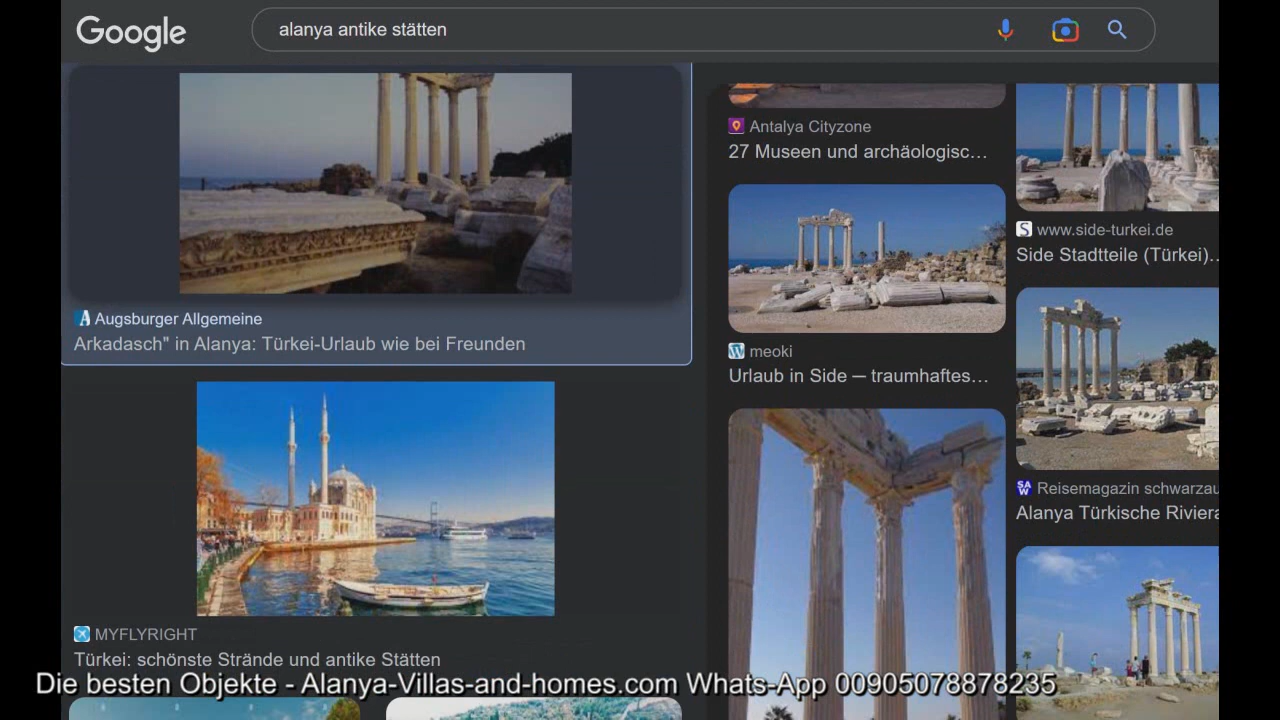 Google
alanya antike stätten
Augsburger Allgemeine
Arkadasch" in Alanya: Türkei-Urlaub wie bei Freunden
MYFLYRIGHT
Türkei: schönste Strände und antike Stätten
Antalya Cityzone
27 Museen und archäologisc...
meoki
Urlaub in Side — traumhaftes...
S www.side-turkei.de
Side Stadtteile (Türkei)..
SAW Reisemagazin schwarzau
Alanya Türkische Riviera
Die besten Objekte - Alanya-Villas-and-homes.com Whats-App 00905078878235